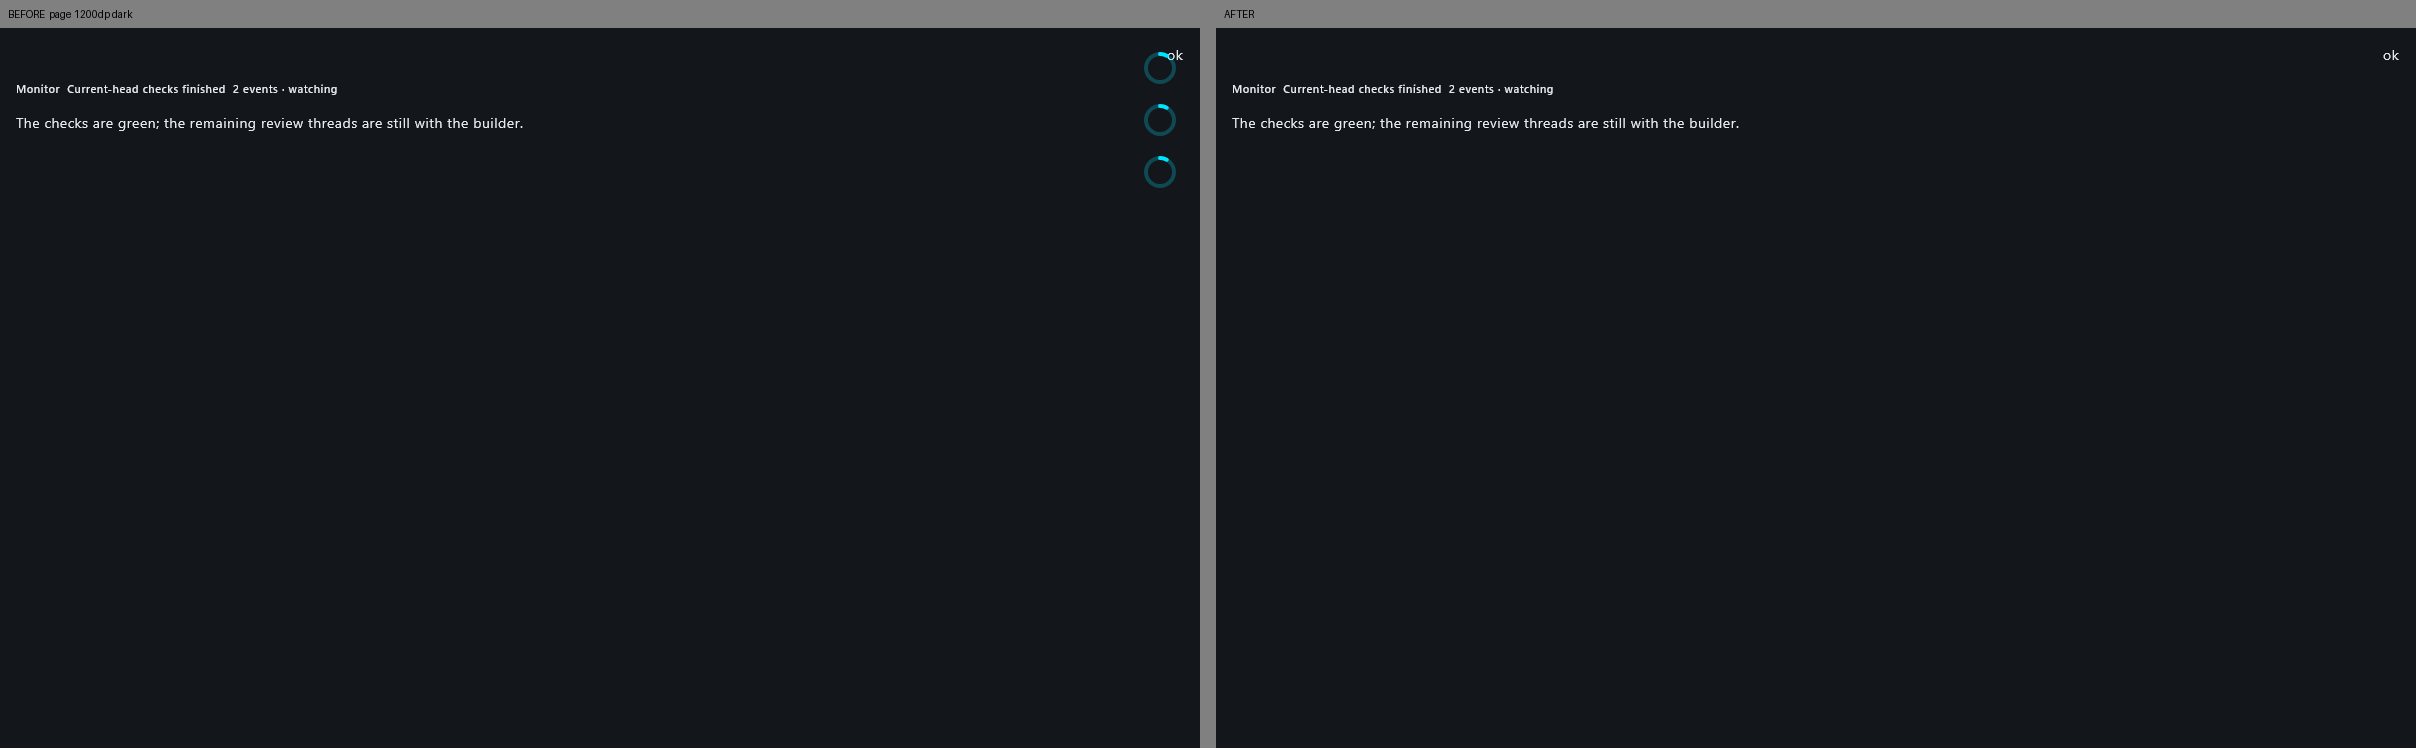 BEFORE page 1200dp dark
AFTER
ok
Monitor Current-head checks finished 2 events · watching
The checks are green; the remaining review threads are still with the builder.
ok
Monitor Current-head checks finished 2 events · watching
The checks are green; the remaining review threads are still with the builder.